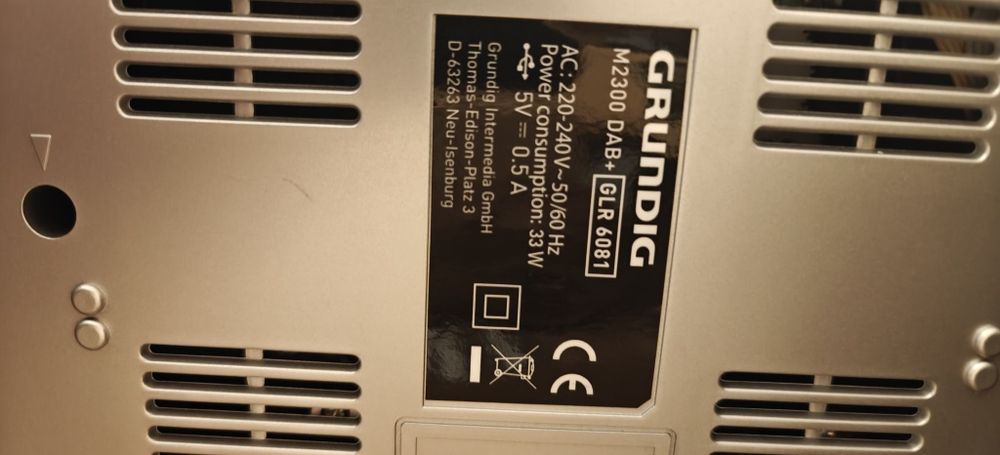 GRUNDIG
M2300 DAB+ GLR 6081
AC: 220-240V~50/60 Hz
Power consumption: 33 W
5V⎓ 0.5 A
Grundig Intermedia GmbH
Thomas-Edison-Platz 3
D-63263 Neu-Isenburg
CE